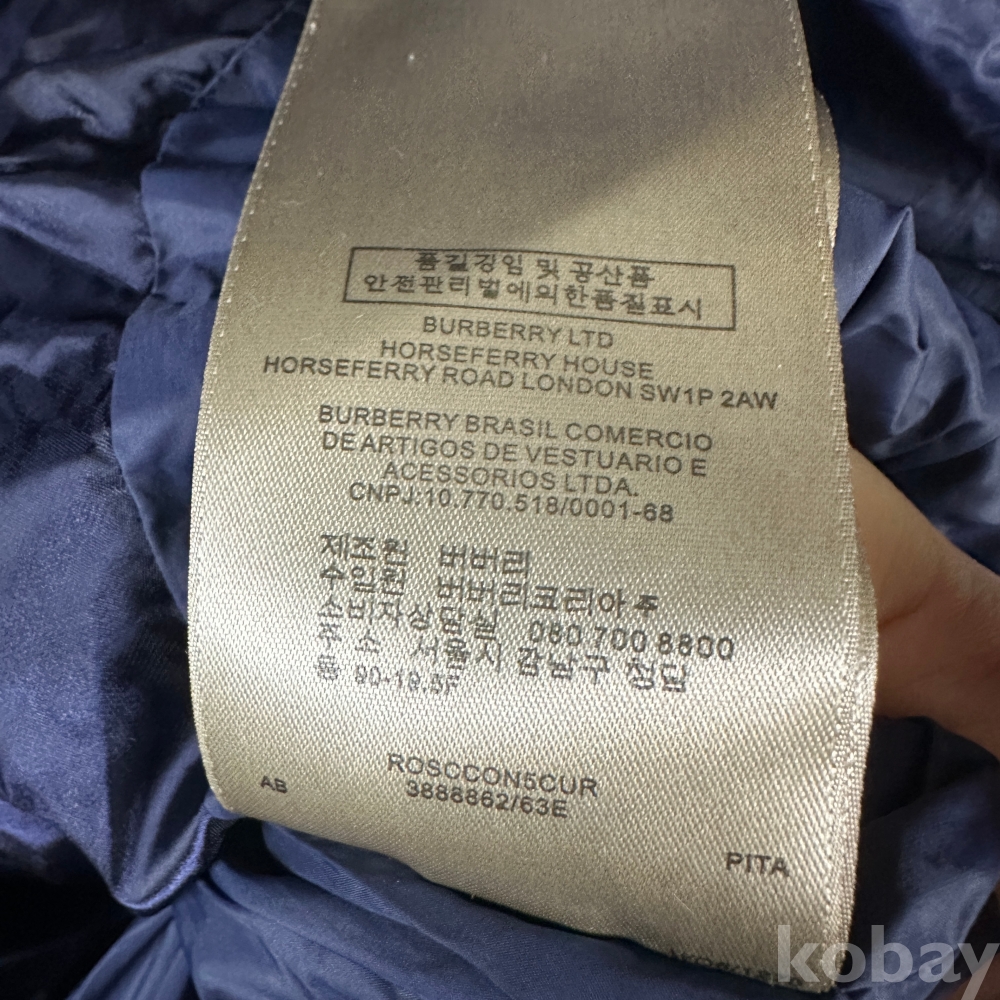 품질경영 및 공산품
안전관리법에의한품질표시
BURBERRY LTD
HORSEFERRY HOUSE
HORSEFERRY ROAD LONDON SW1P 2AW
BURBERRY BRASIL COMERCIO
DE ARTIGOS DE VESTUARIO E
ACESSORIOS LTDA.
CNPJ:10.770.518/0001-68
제조원 버버리
수입원 버버리코리아 주
소비자상담실 080 700 8800
주 소 서울시 강남구 청담
동 90-19.5F
ROSCCON5CUR
3888862/63E
AB
PITA
kobay